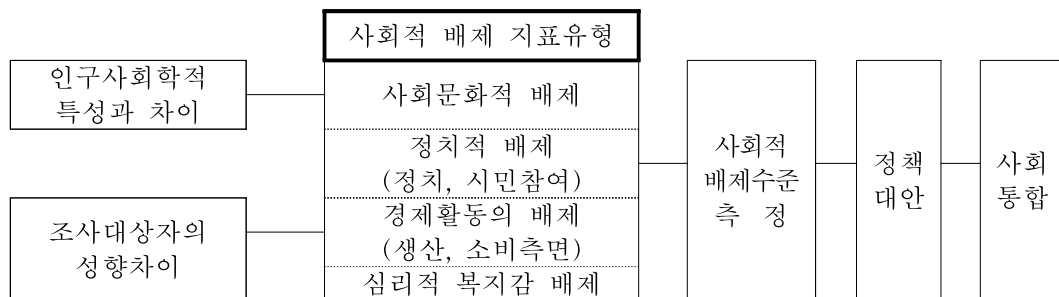 사회적 배제 지표유형
인구사회학적
특성과 차이
조사대상자의
성향차이
사회문화적 배제
정치적 배제
(정치, 시민참여)
경제활동의 배제
(생산, 소비측면)
심리적 복지감 배제
사회적
배제수준
측 정
정책
대안
사회
통합